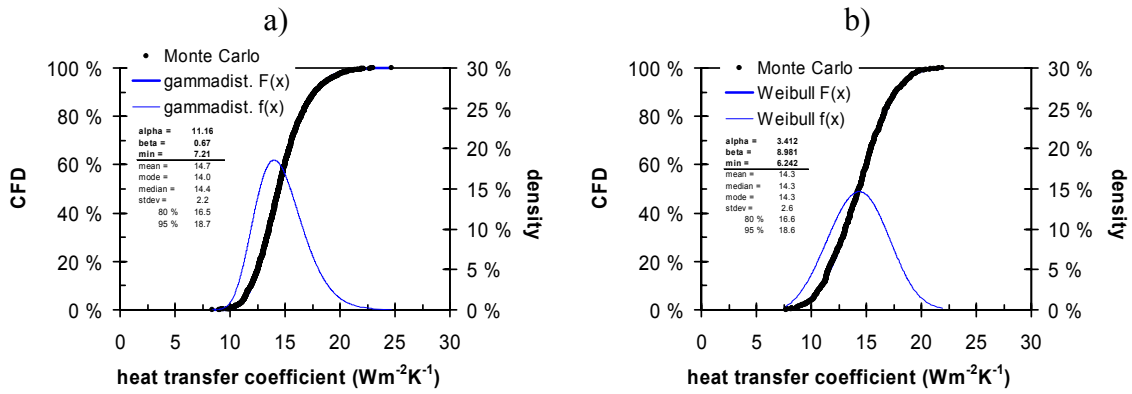 a)
Monte Carlo
gammadist. F(x)
gammadist. f(x)
alpha = 11.16
beta = 0.67
min = 7.21
mean = 14.7
mode = 14.0
median = 14.4
stdev = 2.2
80 % 16.5
95 % 18.7
100 %
80 %
60 %
40 %
20 %
0 %
CFD
30 %
25 %
20 %
15 %
10 %
5 %
0 %
density
0 5 10 15 20 25 30
heat transfer coefficient (Wm⁻²K⁻¹)
b)
Monte Carlo
Weibull F(x)
Weibull f(x)
alpha = 3.412
beta = 8.981
min = 6.242
mean = 14.3
median = 14.3
mode = 14.3
stdev = 2.6
80 % 16.6
95 % 18.6
100 %
80 %
60 %
40 %
20 %
0 %
CFD
30 %
25 %
20 %
15 %
10 %
5 %
0 %
density
0 5 10 15 20 25 30
heat transfer coefficient (Wm⁻²K⁻¹)